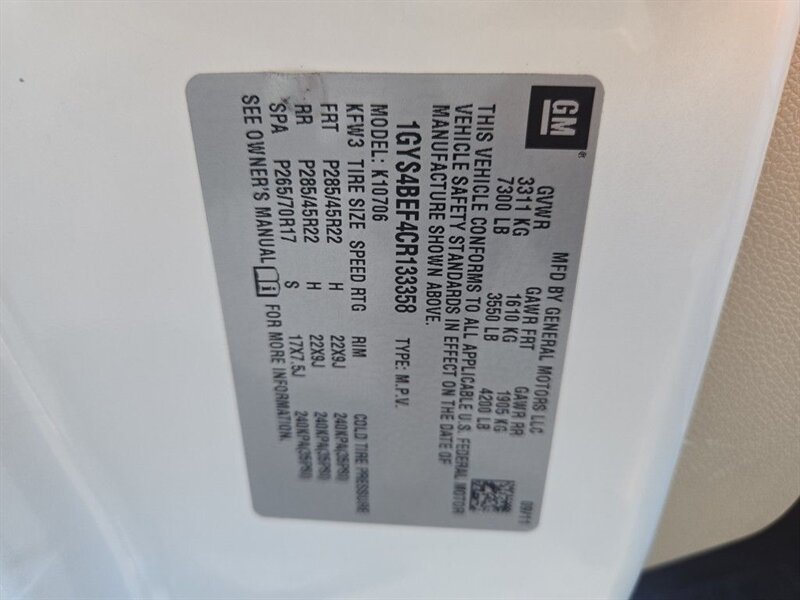 GM®
MFD BY GENERAL MOTORS LLC 09/11
GVWR GAWR FRT GAWR RR
3311 KG 1610 KG 1905 KG
7300 LB 3550 LB 4200 LB
THIS VEHICLE CONFORMS TO ALL APPLICABLE U.S. FEDERAL MOTOR
VEHICLE SAFETY STANDARDS IN EFFECT ON THE DATE OF
MANUFACTURE SHOWN ABOVE.
1GYS4BEF4CR133358 TYPE: M.P.V.
MODEL: K10706
KFW3 TIRE SIZE SPEED RTG RIM COLD TIRE PRESSURE
FRT P285/45R22 H 22X9J 240KPA(35PSI)
RR P285/45R22 H 22X9J 240KPA(35PSI)
SPA P265/70R17 S 17X7.5J 240KPA(35PSI)
SEE OWNER'S MANUAL FOR MORE INFORMATION.